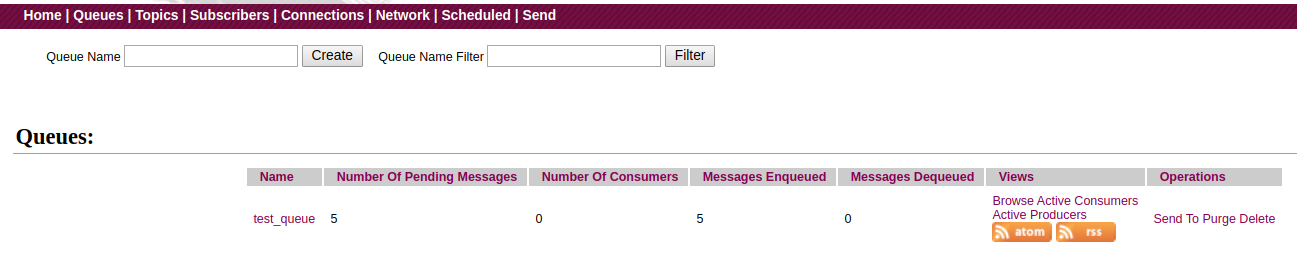 Home | Queues | Topics | Subscribers | Connections | Network | Scheduled | Send
Queue Name Create Queue Name Filter Filter
Queues:
Name Number Of Pending Messages Number Of Consumers Messages Enqueued Messages Dequeued Views Operations
test_queue 5 0 5 0 Browse Active Consumers
Active Producers
atom rss Send To Purge Delete